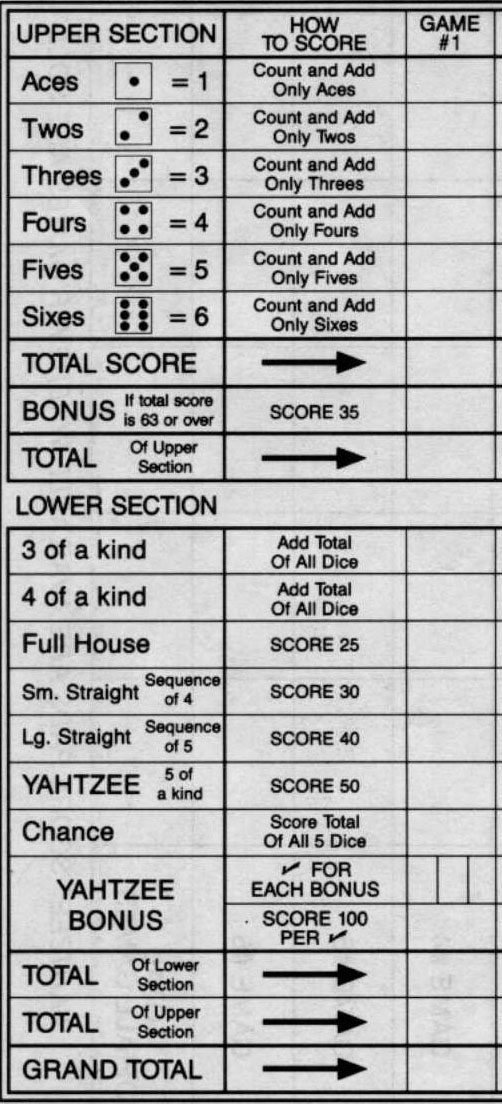 UPPER SECTION
HOW
TO SCORE
GAME
#1
Aces = 1
Count and Add
Only Aces
Twos = 2
Count and Add
Only Twos
Threes = 3
Count and Add
Only Threes
Fours = 4
Count and Add
Only Fours
Fives = 5
Count and Add
Only Fives
Sixes = 6
Count and Add
Only Sixes
TOTAL SCORE
BONUS
If total score
is 63 or over
SCORE 35
TOTAL
Of Upper
Section
LOWER SECTION
3 of a kind
Add Total
Of All Dice
4 of a kind
Add Total
Of All Dice
Full House
SCORE 25
Sm. Straight
Sequence
of 4
SCORE 30
Lg. Straight
Sequence
of 5
SCORE 40
YAHTZEE
5 of
a kind
SCORE 50
Chance
Score Total
Of All 5 Dice
YAHTZEE
BONUS
✓ FOR
EACH BONUS
SCORE 100
PER ✓
TOTAL
Of Lower
Section
TOTAL
Of Upper
Section
GRAND TOTAL